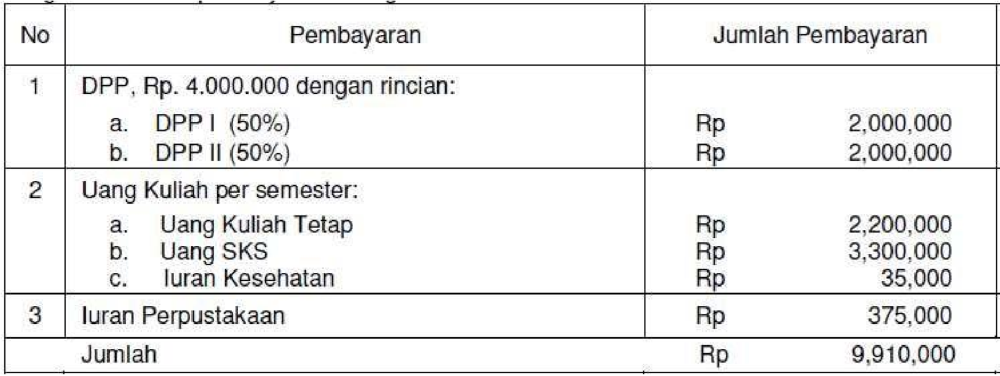 No Pembayaran Jumlah Pembayaran
1 DPP, Rp. 4.000.000 dengan rincian:
a. DPP I (50%) Rp 2,000,000
b. DPP II (50%) Rp 2,000,000
2 Uang Kuliah per semester:
a. Uang Kuliah Tetap Rp 2,200,000
b. Uang SKS Rp 3,300,000
c. Iuran Kesehatan Rp 35,000
3 Iuran Perpustakaan Rp 375,000
Jumlah Rp 9,910,000